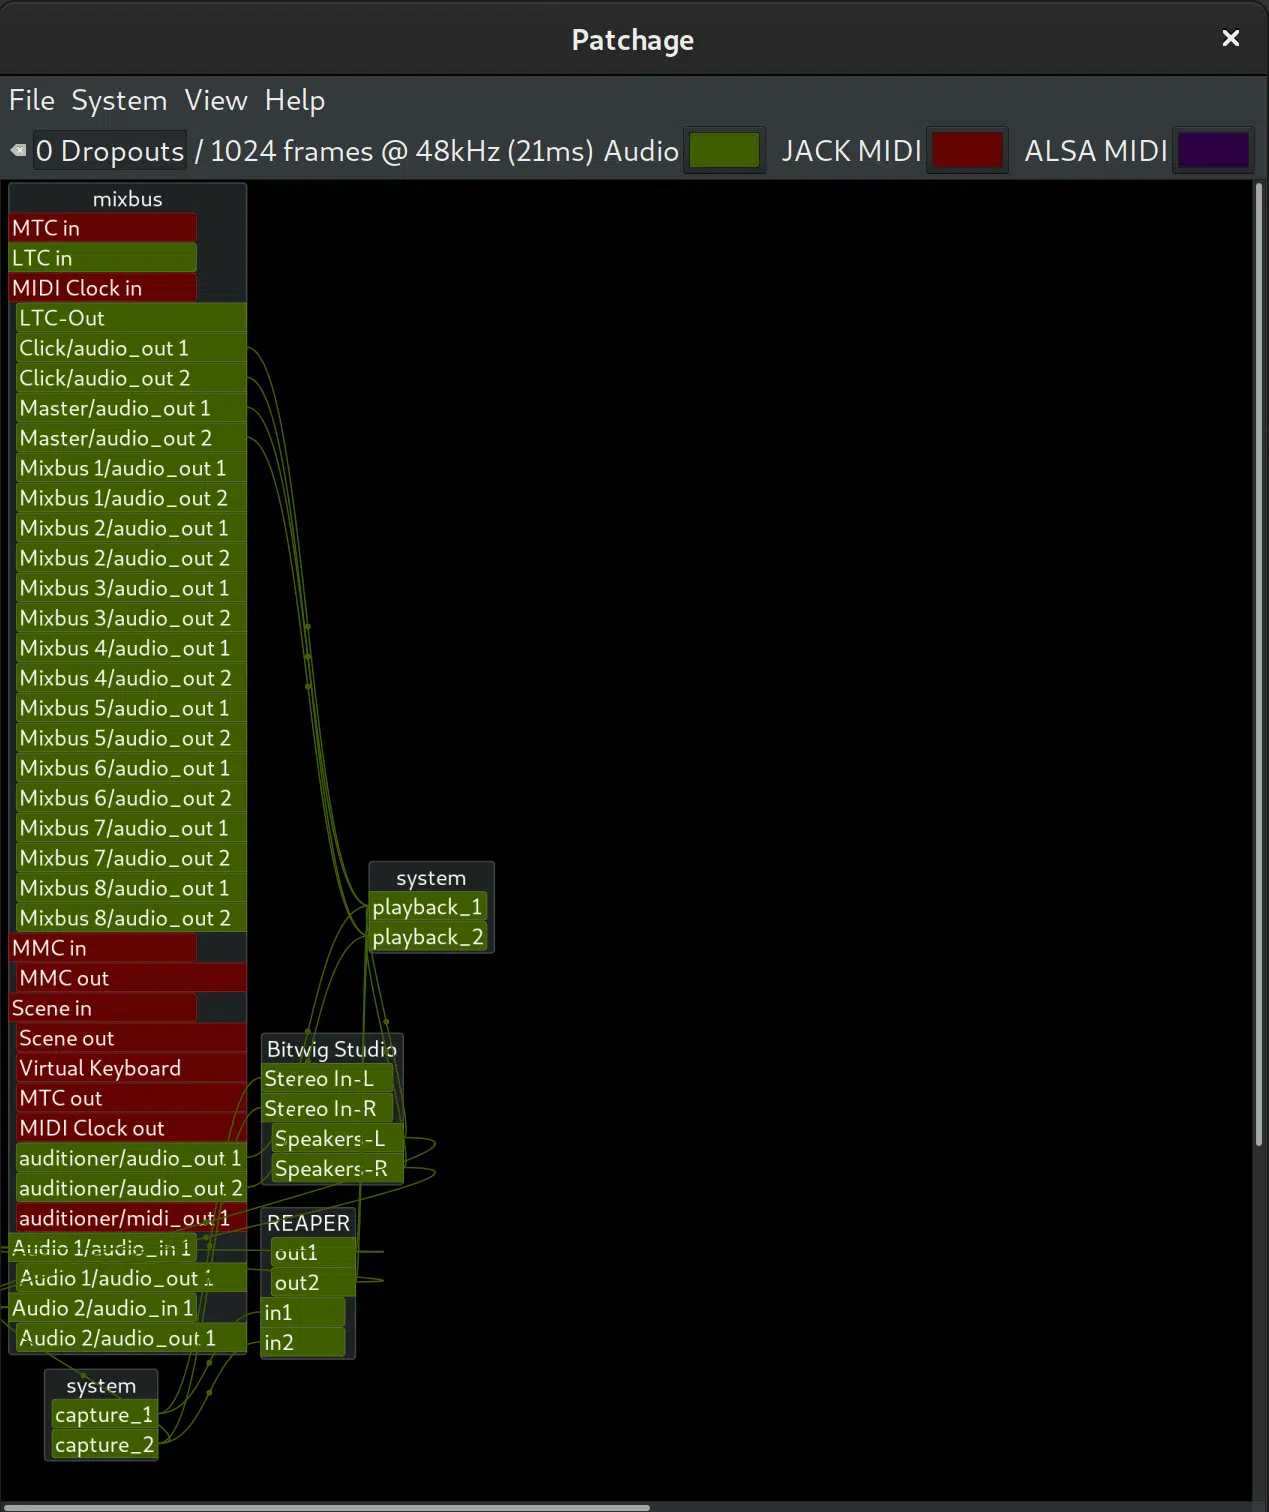 Patchage
File System View Help
0 Dropouts / 1024 frames @ 48kHz (21ms) Audio JACK MIDI ALSA MIDI
mixbus
MTC in
LTC in
MIDI Clock in
LTC-Out
Click/audio_out 1
Click/audio_out 2
Master/audio_out 1
Master/audio_out 2
Mixbus 1/audio_out 1
Mixbus 1/audio_out 2
Mixbus 2/audio_out 1
Mixbus 2/audio_out 2
Mixbus 3/audio_out 1
Mixbus 3/audio_out 2
Mixbus 4/audio_out 1
Mixbus 4/audio_out 2
Mixbus 5/audio_out 1
Mixbus 5/audio_out 2
Mixbus 6/audio_out 1
Mixbus 6/audio_out 2
Mixbus 7/audio_out 1
Mixbus 7/audio_out 2
Mixbus 8/audio_out 1
Mixbus 8/audio_out 2
MMC in
MMC out
Scene in
Scene out
Virtual Keyboard
MTC out
MIDI Clock out
auditioner/audio_out 1
auditioner/audio_out 2
auditioner/midi_out 1
Audio 1/audio_in 1
Audio 1/audio_out 1
Audio 2/audio_in 1
Audio 2/audio_out 1
system
playback_1
playback_2
Bitwig Studio
Stereo In-L
Stereo In-R
Speakers-L
Speakers-R
REAPER
out1
out2
in1
in2
system
capture_1
capture_2